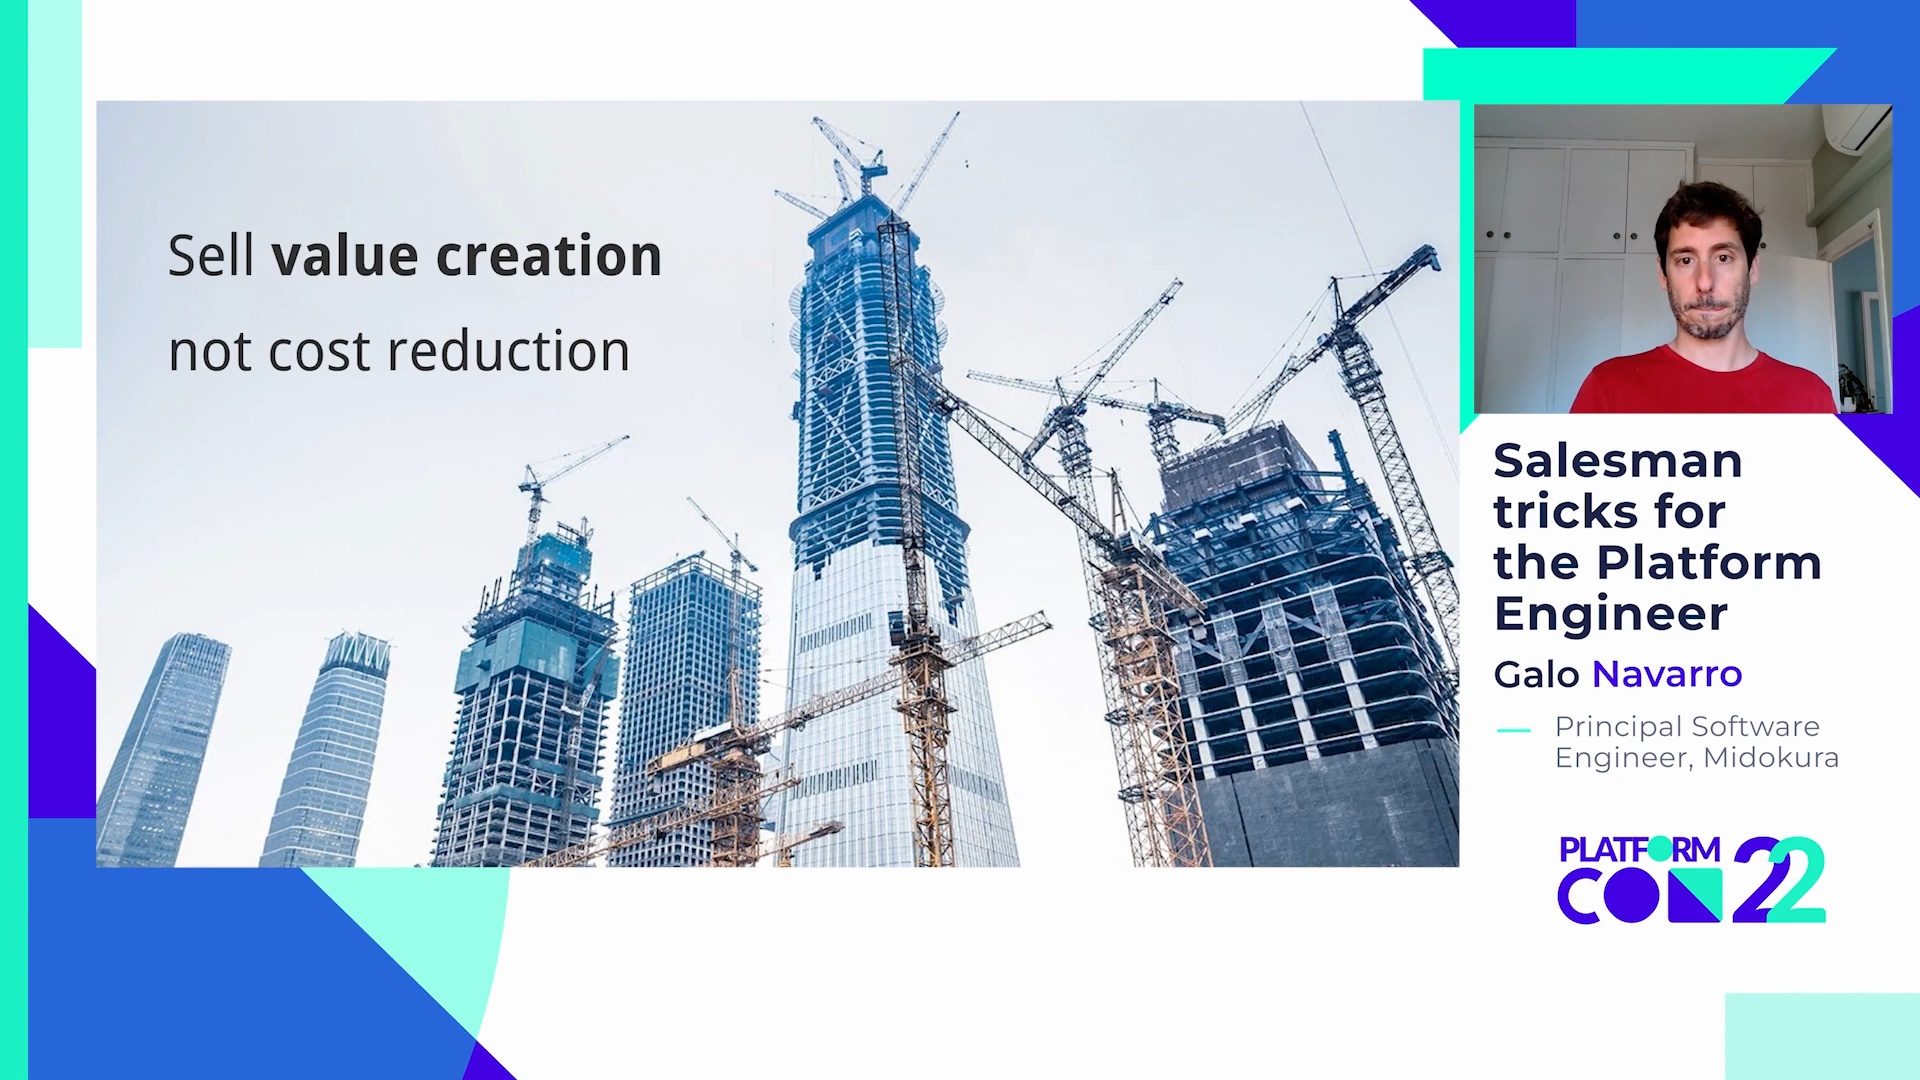 Sell value creation
not cost reduction
Salesman
tricks for
the Platform
Engineer
Galo Navarro
Principal Software
Engineer, Midokura
PLATFORM
CON 22